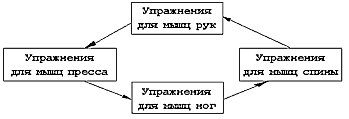 Упражнения
для мышц рук
Упражнения
для мышц пресса
Упражнения
для мышц спины
Упражнения
для мышц ног